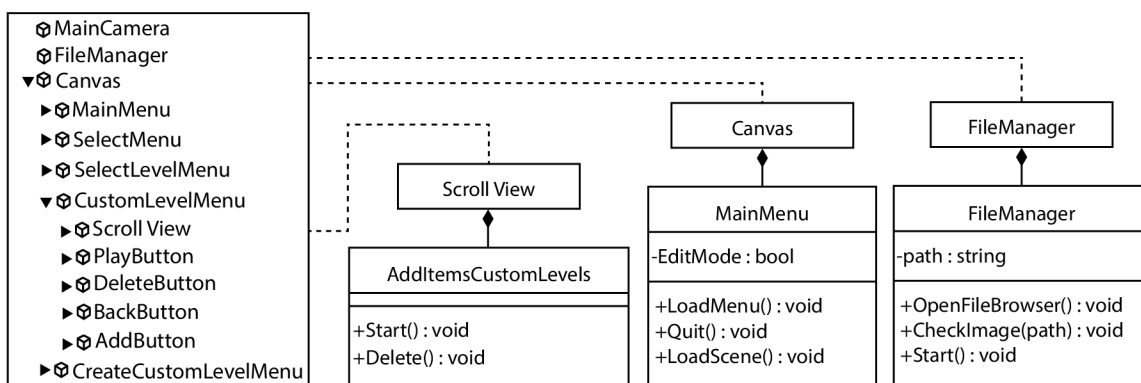 MainCamera
FileManager
Canvas
MainMenu
SelectMenu
SelectLevelMenu
CustomLevelMenu
Scroll View
PlayButton
DeleteButton
BackButton
AddButton
CreateCustomLevelMenu
Scroll View
AddItemsCustomLevels
+Start() : void
+Delete() : void
Canvas
MainMenu
-EditMode : bool
+LoadMenu() : void
+Quit() : void
+LoadScene() : void
FileManager
FileManager
-path : string
+OpenFileBrowser() : void
+CheckImage(path) : void
+Start() : void